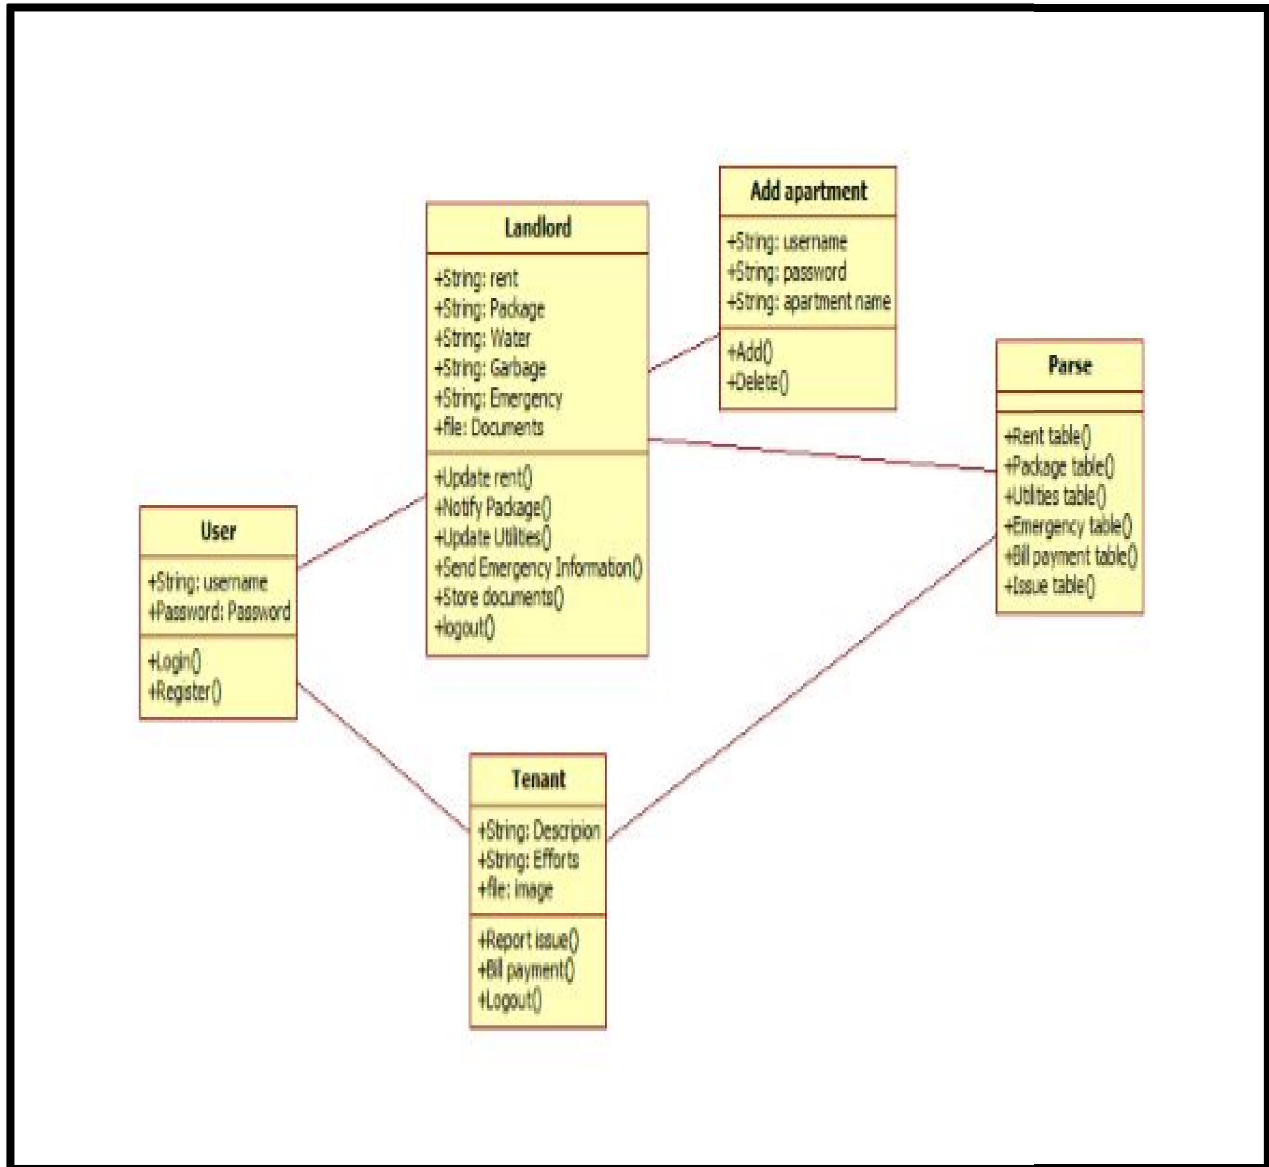 User
+String: username
+Password: Password
+Login()
+Register()
Landlord
+String: rent
+String: Package
+String: Water
+String: Garbage
+String: Emergency
+file: Documents
+Update rent()
+Notify Package()
+Update Utilities()
+Send Emergency Information()
+Store documents()
+logout()
Add apartment
+String: username
+String: password
+String: apartment name
+Add()
+Delete()
Parse
+Rent table()
+Package table()
+Utilities table()
+Emergency table()
+Bill payment table()
+Issue table()
Tenant
+String: Descripion
+String: Efforts
+file: image
+Report issue()
+Bill payment()
+Logout()